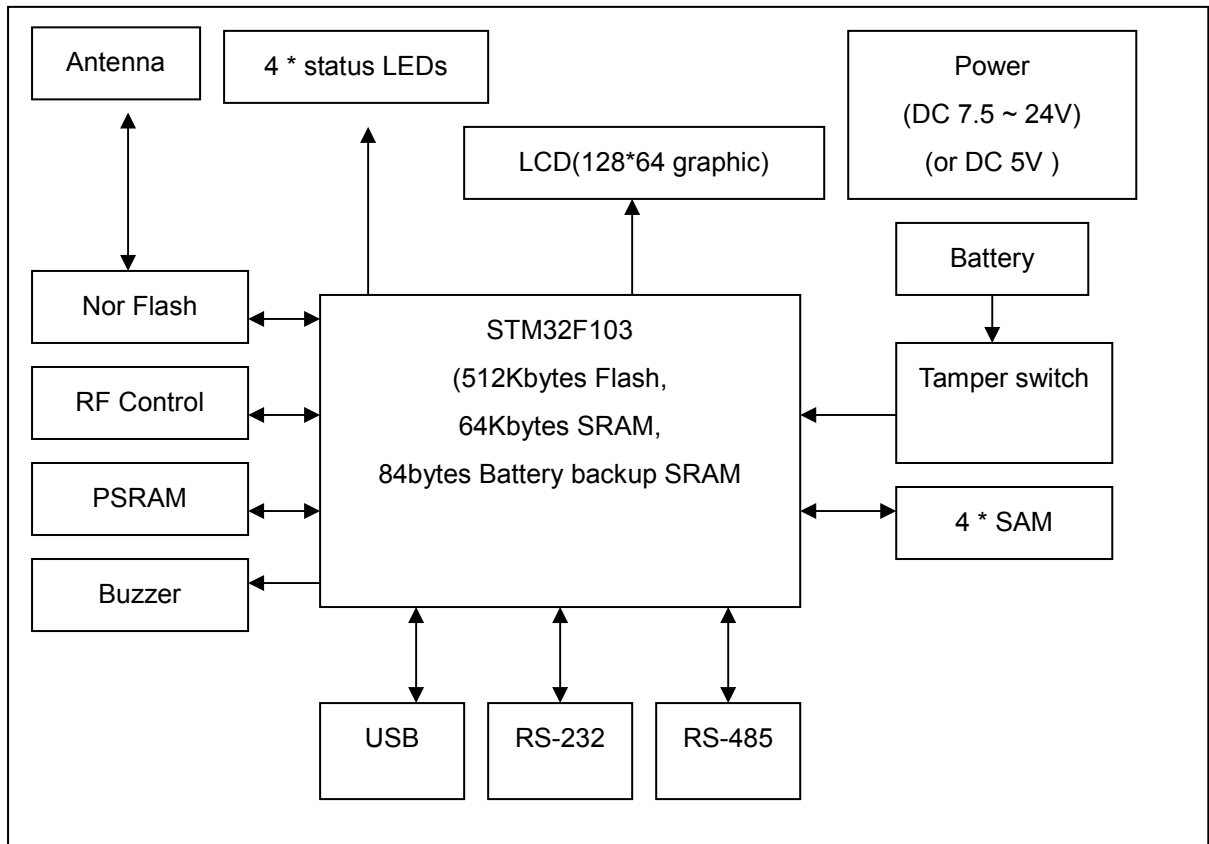 Antenna
4 * status LEDs
Power
(DC 7.5 ~ 24V)
(or DC 5V )
LCD(128*64 graphic)
Battery
Nor Flash
STM32F103
(512Kbytes Flash,
64Kbytes SRAM,
84bytes Battery backup SRAM
Tamper switch
RF Control
PSRAM
4 * SAM
Buzzer
USB
RS-232
RS-485